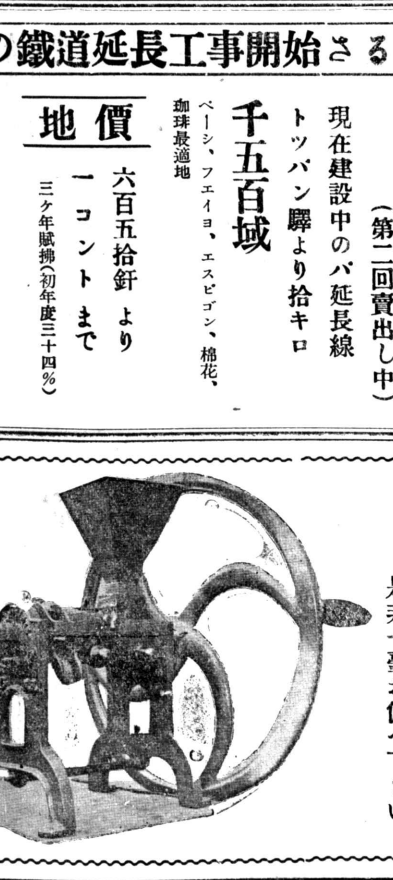 の鐵道延長工事開始さる
(第二回賣出し中)
現在建設中のパ延長線
トッパン驛より拾キロ
千五百域
ベーシ、フエイヨ、エスピゴン、棉花、
珈琲最適地
地價
六百五拾釬より
一コントまで
三ケ年賦拂(初年度三十四%)